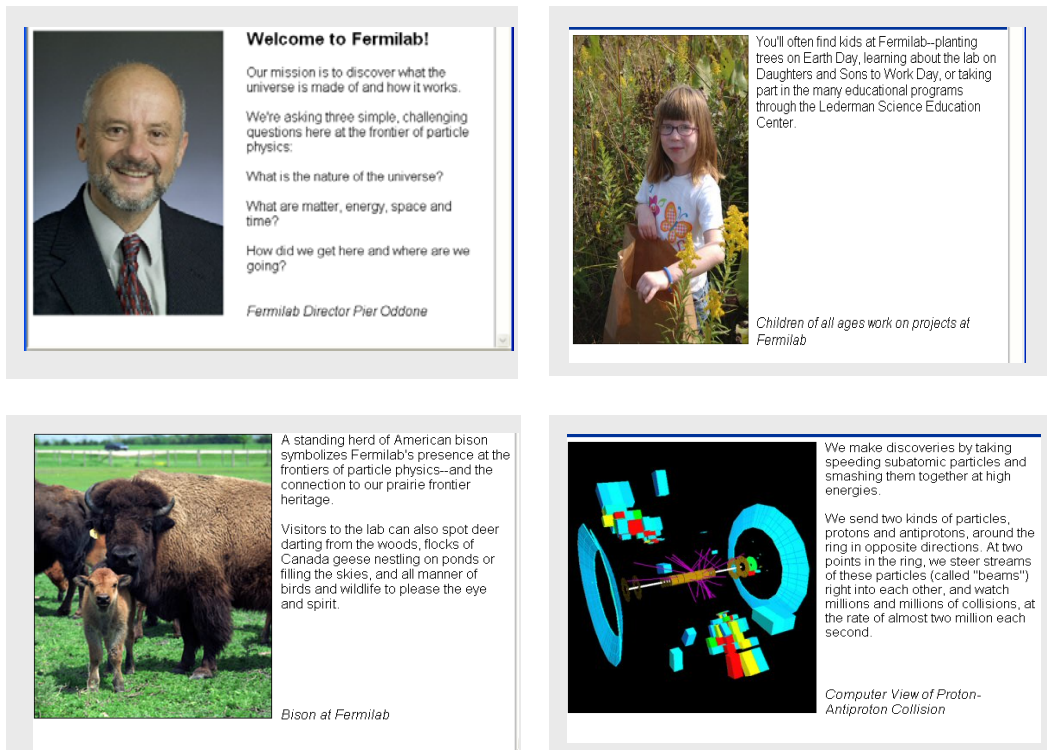 Welcome to Fermilab!
Our mission is to discover what the
universe is made of and how it works.
We're asking three simple, challenging
questions here at the frontier of particle
physics:
What is the nature of the universe?
What are matter, energy, space and
time?
How did we get here and where are we
going?
Fermilab Director Pier Oddone
You'll often find kids at Fermilab--planting
trees on Earth Day, learning about the lab on
Daughters and Sons to Work Day, or taking
part in the many educational programs
through the Lederman Science Education
Center.
Children of all ages work on projects at
Fermilab
A standing herd of American bison
symbolizes Fermilab's presence at the
frontiers of particle physics--and the
connection to our prairie frontier
heritage.
Visitors to the lab can also spot deer
darting from the woods, flocks of
Canada geese nestling on ponds or
filling the skies, and all manner of
birds and wildlife to please the eye
and spirit.
Bison at Fermilab
We make discoveries by taking
speeding subatomic particles and
smashing them together at high
energies.
We send two kinds of particles,
protons and antiprotons, around the
ring in opposite directions. At two
points in the ring, we steer streams
of these particles (called "beams")
right into each other, and watch
millions and millions of collisions, at
the rate of almost two million each
second.
Computer View of Proton-
Antiproton Collision